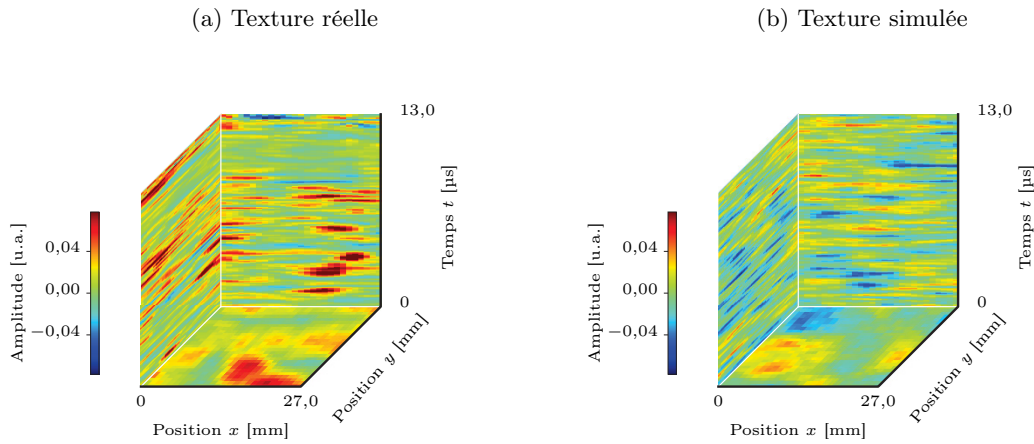 (a) Texture réelle
(b) Texture simulée
13,0
Temps t [µs]
0
Amplitude [u.a.]
0,04
0,00
−0,04
Position y [mm]
0
27,0
Position x [mm]
13,0
Temps t [µs]
0
Amplitude [u.a.]
0,04
0,00
−0,04
Position y [mm]
0
27,0
Position x [mm]